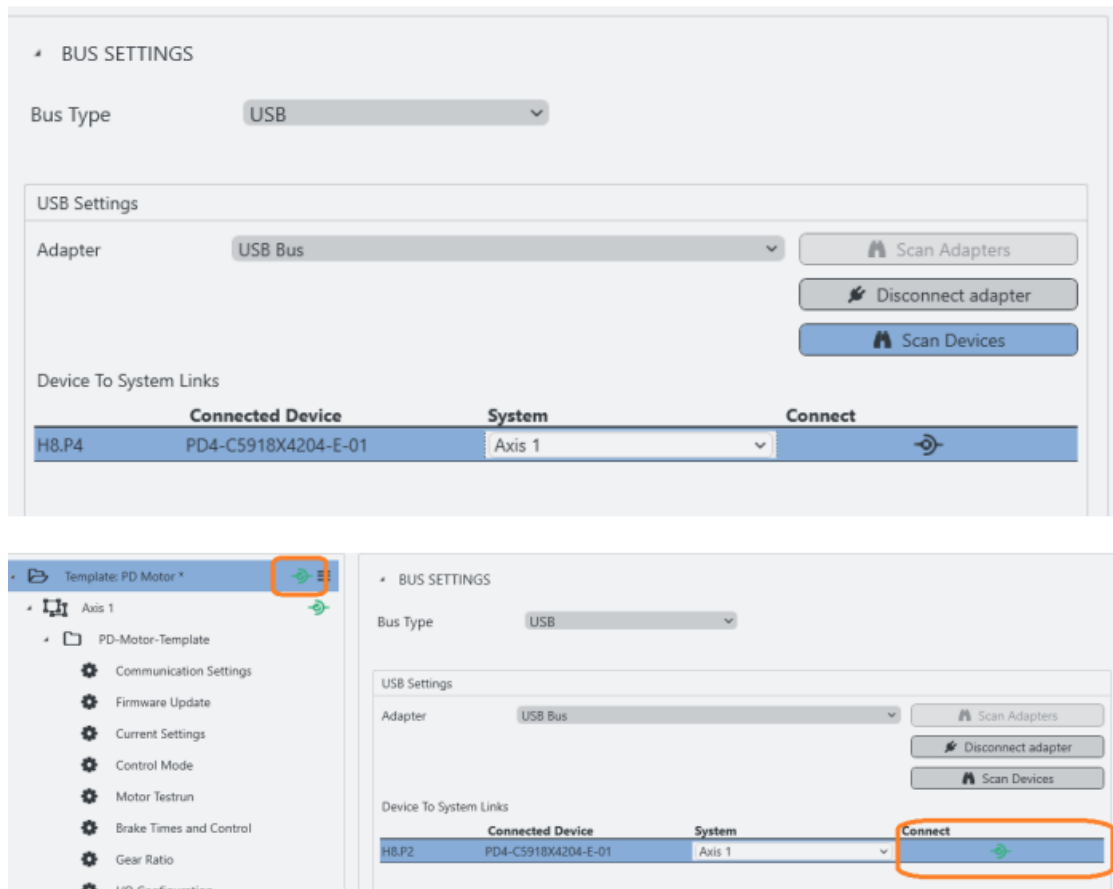 BUS SETTINGS
Bus Type USB
USB Settings
Adapter USB Bus Scan Adapters
Disconnect adapter
Scan Devices
Device To System Links
Connected Device System Connect
H8.P4 PD4-C5918X4204-E-01 Axis 1
Template: PD Motor *
Axis 1
PD-Motor-Template
Communication Settings
Firmware Update
Current Settings
Control Mode
Motor Testrun
Brake Times and Control
Gear Ratio
I/O Configuration
BUS SETTINGS
Bus Type USB
USB Settings
Adapter USB Bus Scan Adapters
Disconnect adapter
Scan Devices
Device To System Links
Connected Device System Connect
H8.P2 PD4-C5918X4204-E-01 Axis 1